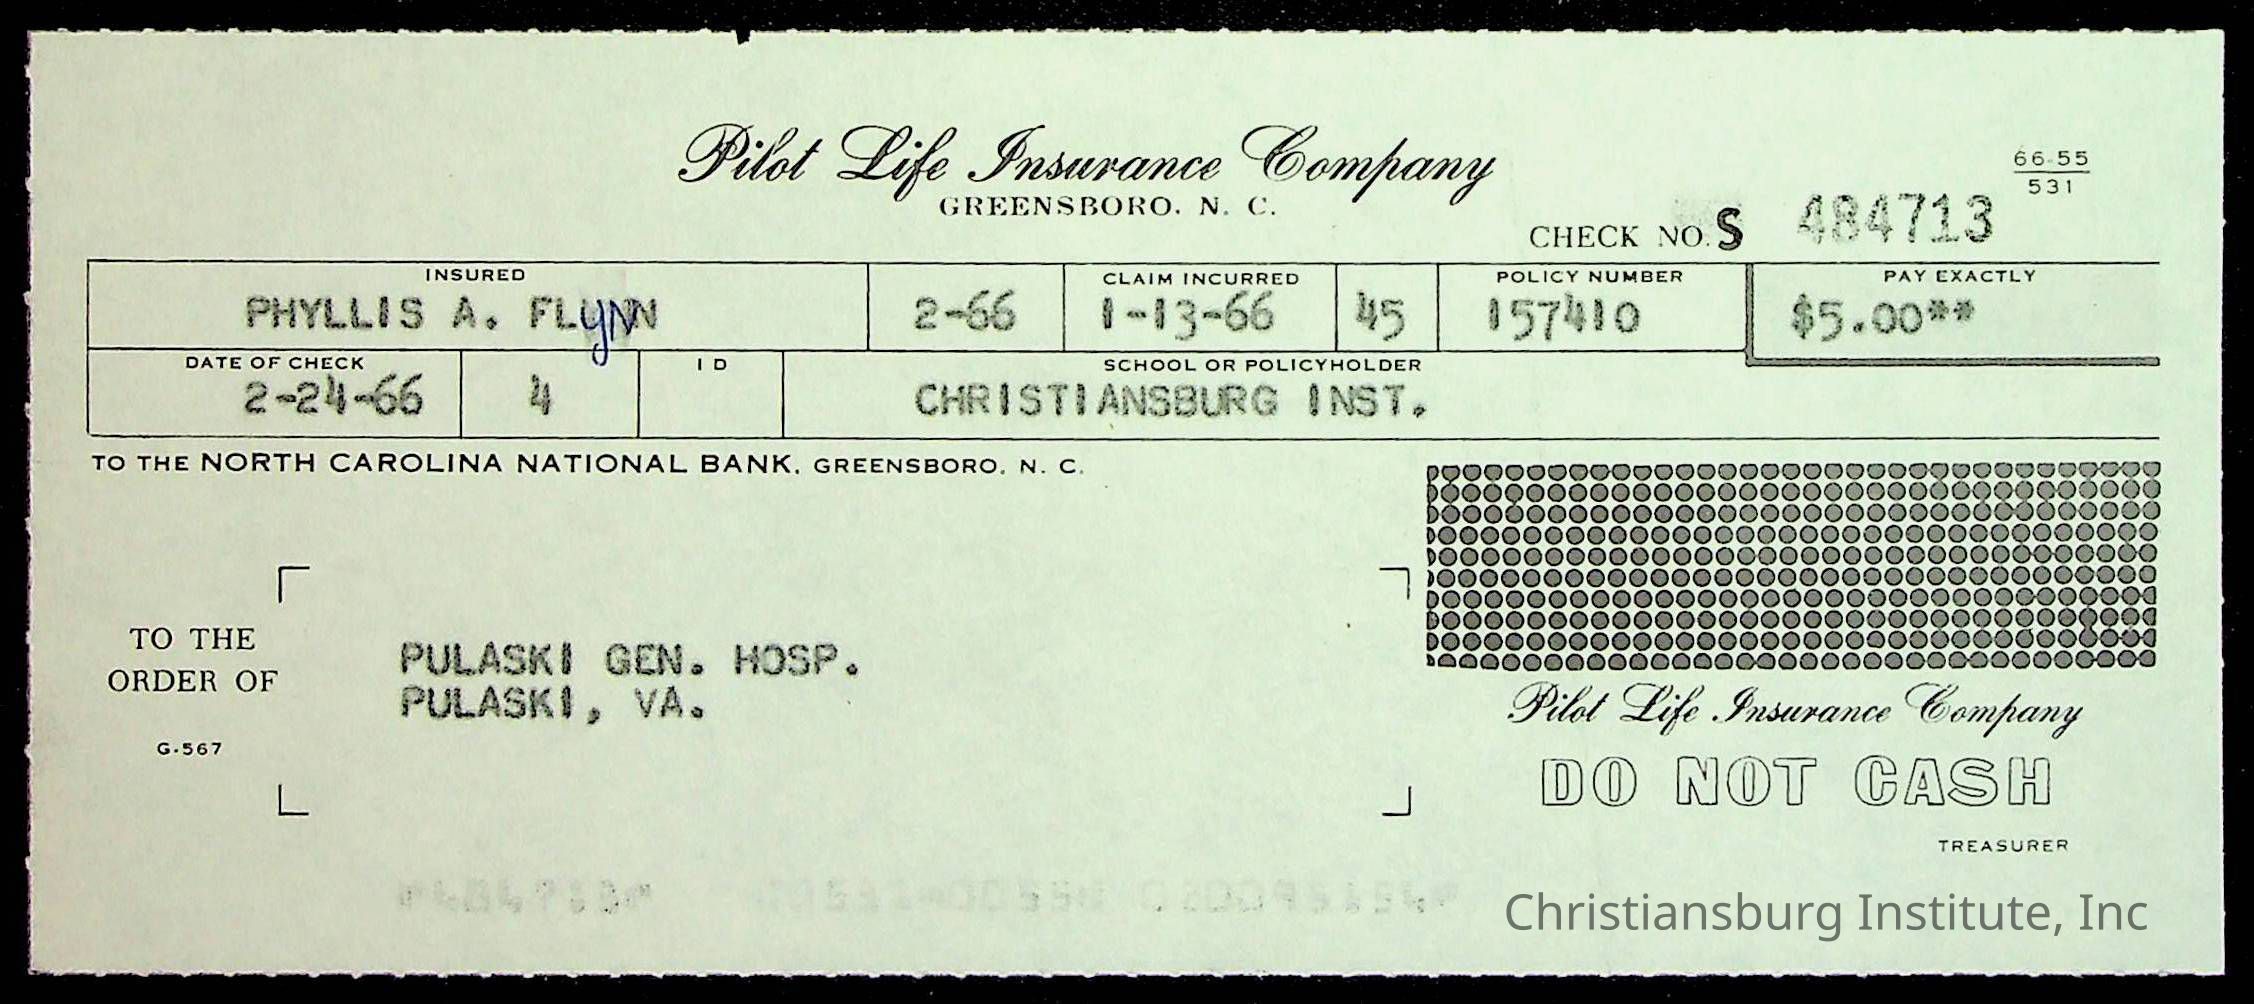 Pilot Life Insurance Company
GREENSBORO. N. C.
66-55
531
CHECK NO. S 484713
INSURED
PHYLLIS A. FLYNN
2-66
CLAIM INCURRED
1-13-66
45
POLICY NUMBER
157410
PAY EXACTLY
$5.00**
DATE OF CHECK
2-24-66
4
I D
SCHOOL OR POLICYHOLDER
CHRISTIANSBURG INST.
TO THE NORTH CAROLINA NATIONAL BANK, GREENSBORO, N. C.
TO THE
ORDER OF
PULASKI GEN. HOSP.
PULASKI, VA.
G-567
Pilot Life Insurance Company
DO NOT CASH
TREASURER
Christiansburg Institute, Inc